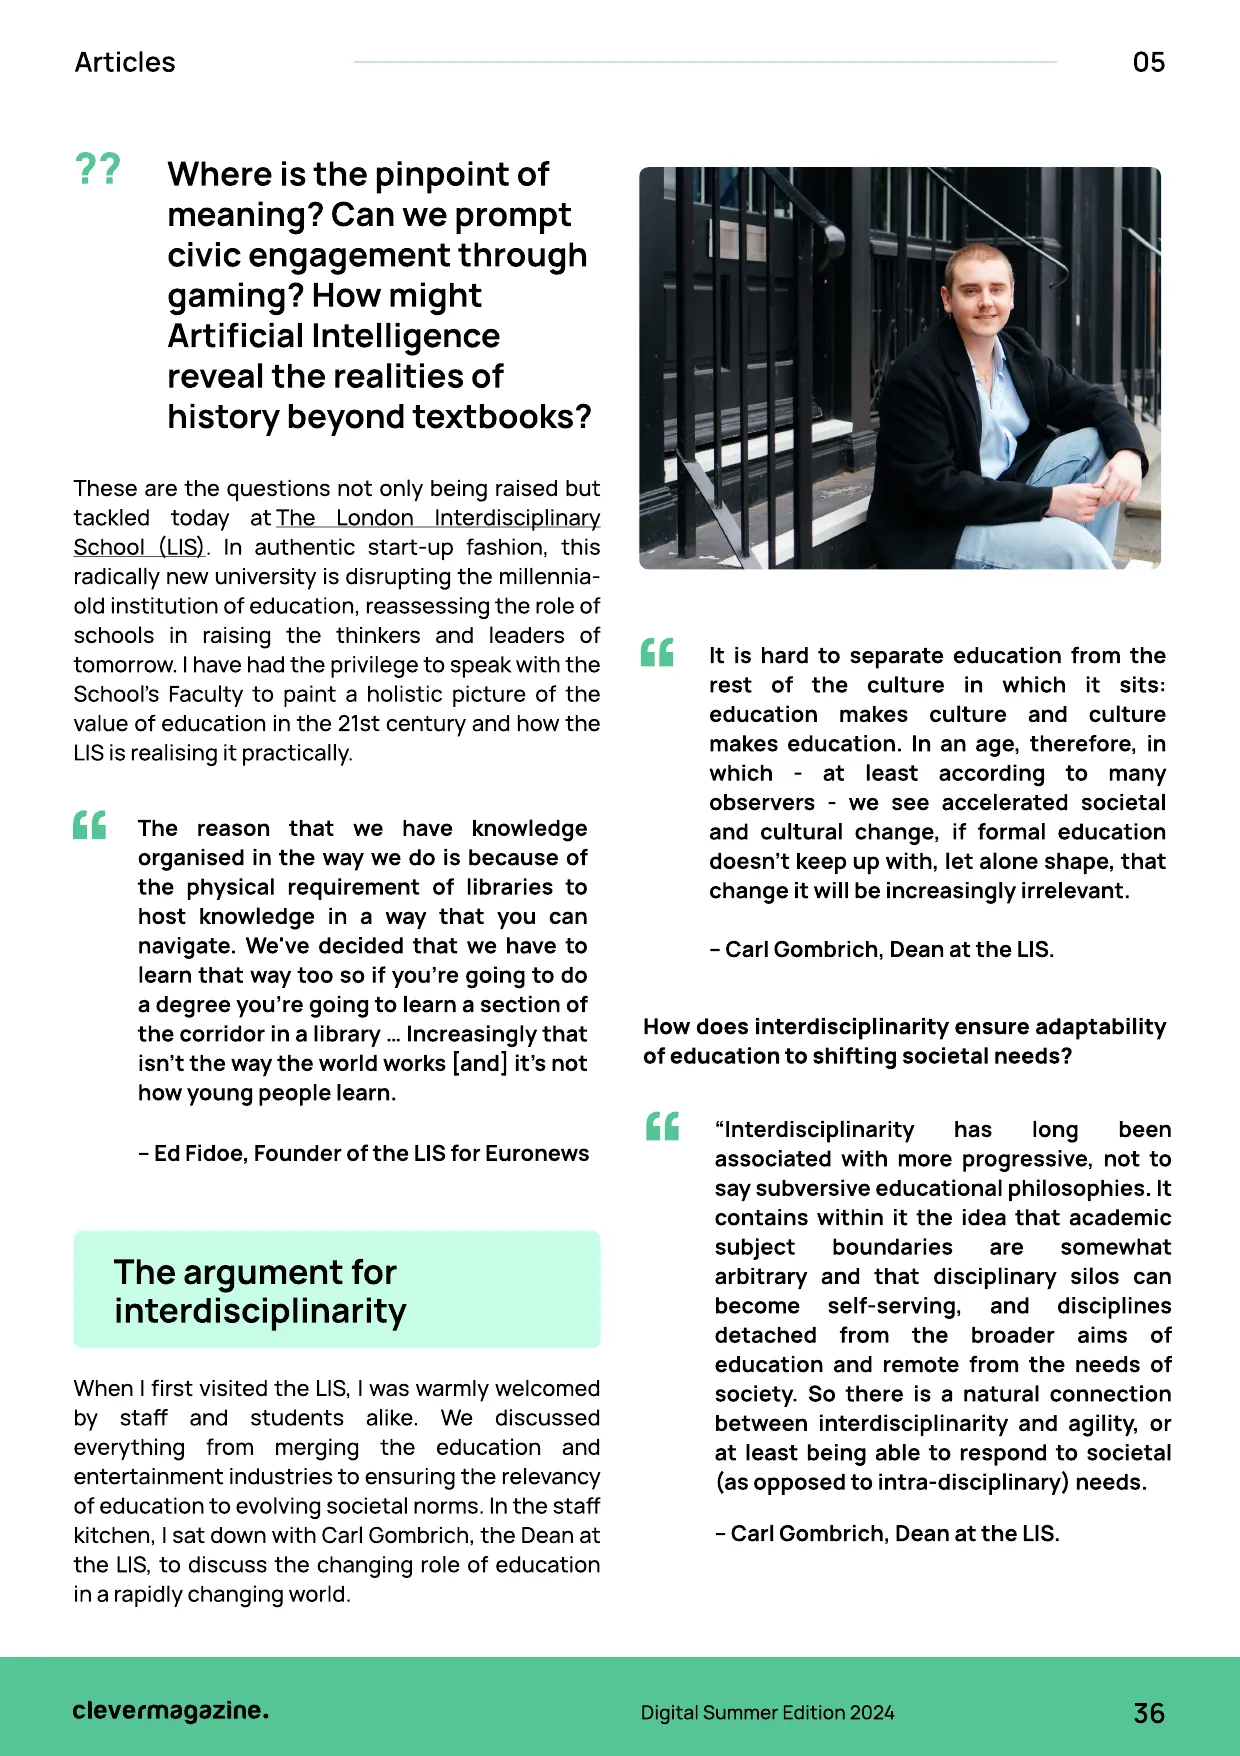 Articles
05
??
Where is the pinpoint of
meaning? Can we prompt
civic engagement through
gaming? How might
Artificial Intelligence
reveal the realities of
history beyond textbooks?
These are the questions not only being raised but
tackled today at The London Interdisciplinary
School (LIS). In authentic start-up fashion, this
radically new university is disrupting the millennia-
old institution of education, reassessing the role of
schools in raising the thinkers and leaders of
tomorrow. I have had the privilege to speak with the
School’s Faculty to paint a holistic picture of the
value of education in the 21st century and how the
LIS is realising it practically.
“
The reason that we have knowledge
organised in the way we do is because of
the physical requirement of libraries to
host knowledge in a way that you can
navigate. We've decided that we have to
learn that way too so if you’re going to do
a degree you’re going to learn a section of
the corridor in a library … Increasingly that
isn’t the way the world works [and] it’s not
how young people learn.
– Ed Fidoe, Founder of the LIS for Euronews
The argument for
interdisciplinarity
When I first visited the LIS, I was warmly welcomed
by staff and students alike. We discussed
everything from merging the education and
entertainment industries to ensuring the relevancy
of education to evolving societal norms. In the staff
kitchen, I sat down with Carl Gombrich, the Dean at
the LIS, to discuss the changing role of education
in a rapidly changing world.
“
It is hard to separate education from the
rest of the culture in which it sits:
education makes culture and culture
makes education. In an age, therefore, in
which - at least according to many
observers - we see accelerated societal
and cultural change, if formal education
doesn’t keep up with, let alone shape, that
change it will be increasingly irrelevant.
– Carl Gombrich, Dean at the LIS.
How does interdisciplinarity ensure adaptability
of education to shifting societal needs?
“
“Interdisciplinarity has long been
associated with more progressive, not to
say subversive educational philosophies. It
contains within it the idea that academic
subject boundaries are somewhat
arbitrary and that disciplinary silos can
become self-serving, and disciplines
detached from the broader aims of
education and remote from the needs of
society. So there is a natural connection
between interdisciplinarity and agility, or
at least being able to respond to societal
(as opposed to intra-disciplinary) needs.
– Carl Gombrich, Dean at the LIS.
clevermagazine.
Digital Summer Edition 2024
36